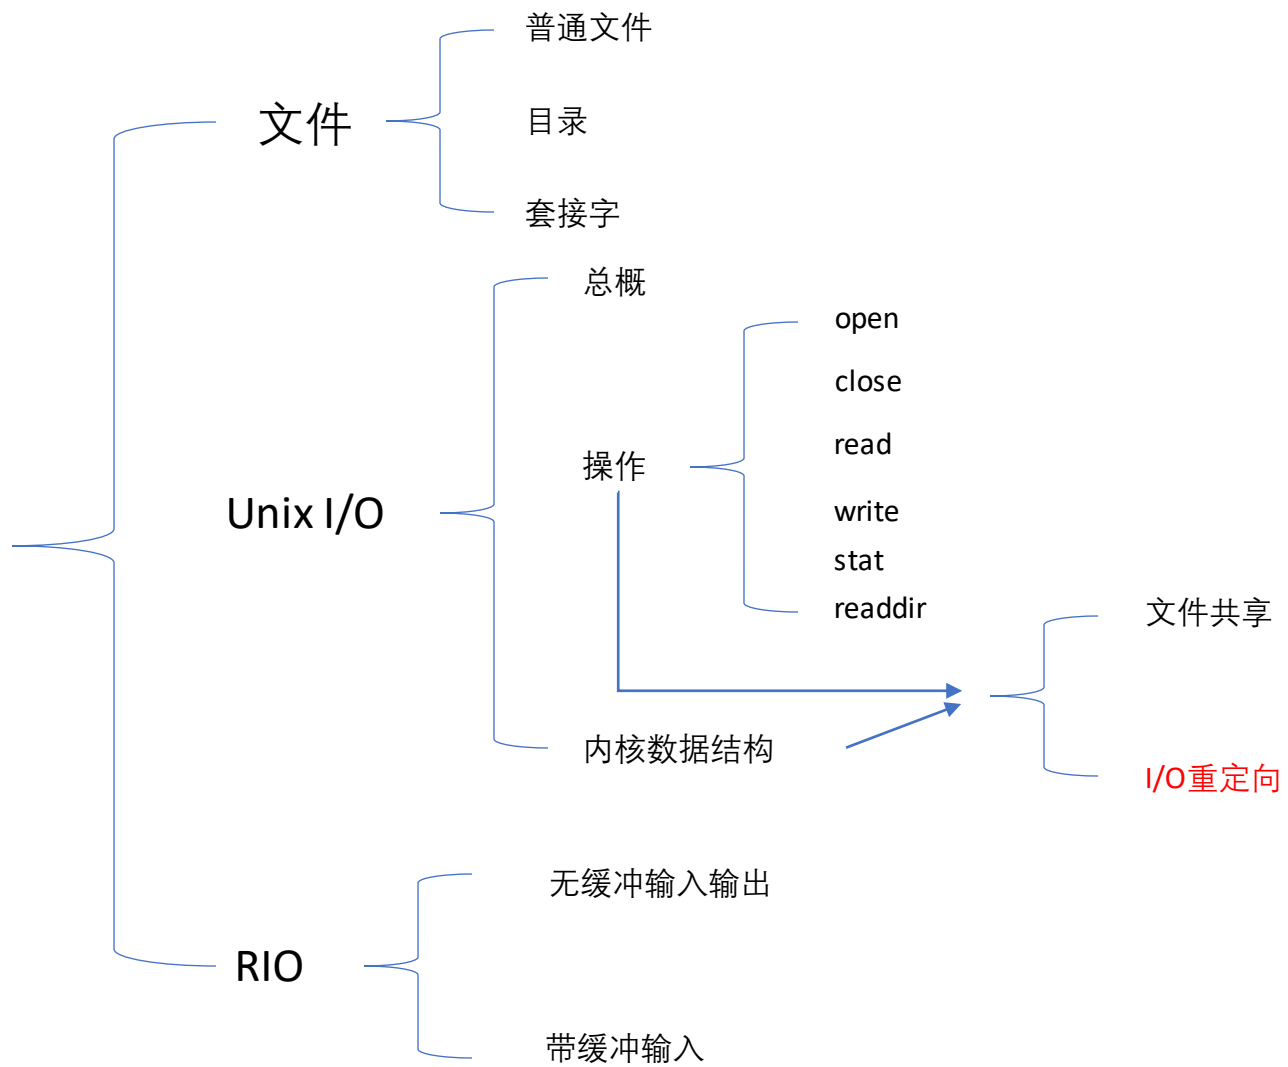 普通文件
文件
目录
套接字
总概
open
close
read
操作
Unix I/O
write
stat
readdir
文件共享
内核数据结构
I/O重定向
无缓冲输入输出
RIO
带缓冲输入